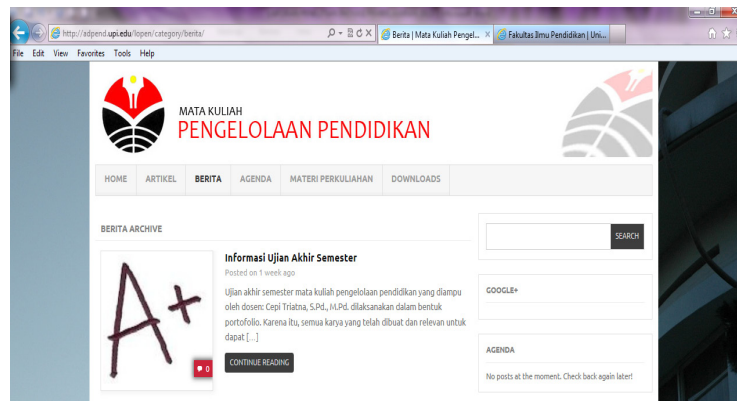 http://adpend.upi.edu/lopen/category/berita/
Berita | Mata Kuliah Pengel...
Fakultas Ilmu Pendidikan | Uni...
File Edit View Favorites Tools Help
MATA KULIAH
PENGELOLAAN PENDIDIKAN
HOME ARTIKEL BERITA AGENDA MATERI PERKULIAHAN DOWNLOADS
BERITA ARCHIVE
A+
0
Informasi Ujian Akhir Semester
Posted on 1 week ago
Ujian akhir semester mata kuliah pengelolaan pendidikan yang diampu
oleh dosen: Cepi Triatna, S.Pd., M.Pd. dilaksanakan dalam bentuk
portofolio. Karena itu, semua karya yang telah dibuat dan relevan untuk
dapat [...]
CONTINUE READING
SEARCH
GOOGLE+
AGENDA
No posts at the moment. Check back again later!